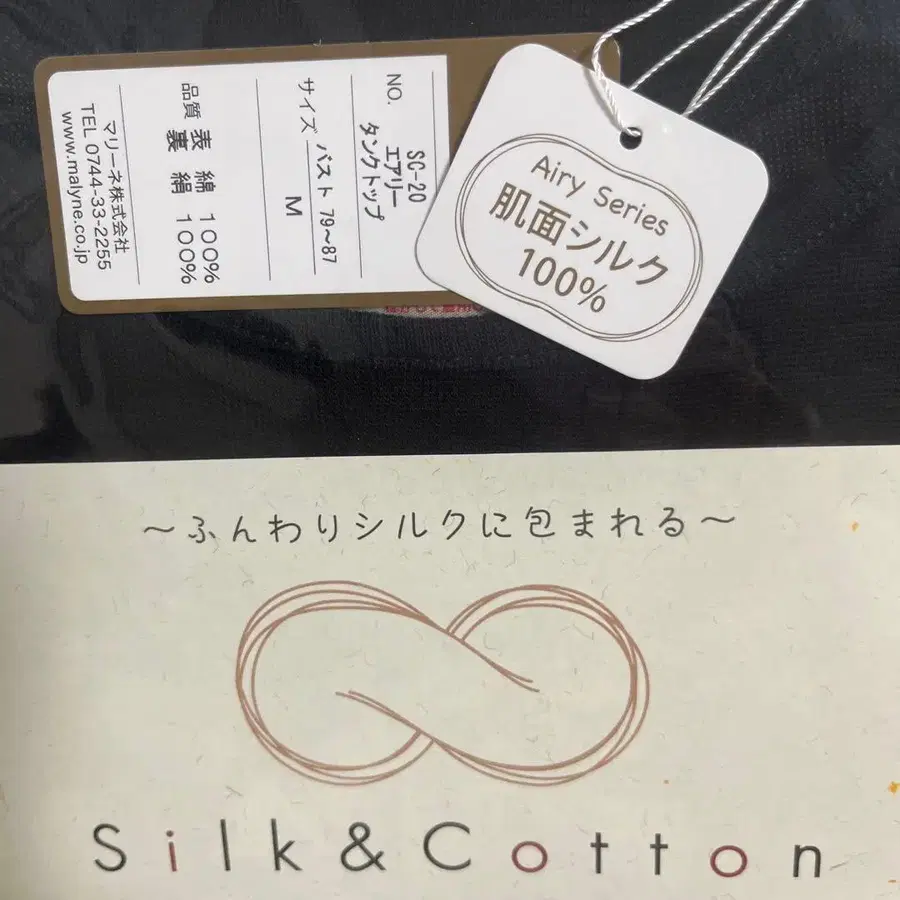 NO. SC-20
エアリー
タンクトップ
サイズ バスト 79～87
M
品質 表 綿 100%
裏 絹 100%
マリーネ株式会社
TEL 0744-33-2255
www.malyne.co.jp
Airy Series
肌面シルク
100%
～ふんわりシルクに包まれる～
Silk&Cotton